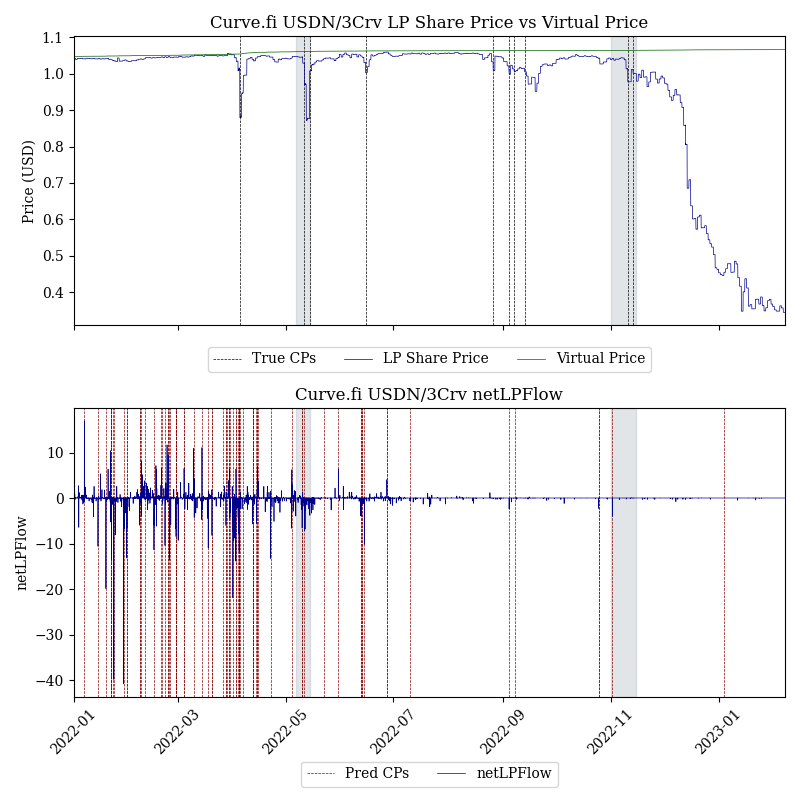 Curve.fi USDN/3Crv LP Share Price vs Virtual Price
1.1
1.0
0.9
0.8
0.7
0.6
0.5
0.4
Price (USD)
True CPs LP Share Price Virtual Price
Curve.fi USDN/3Crv netLPFlow
10
0
−10
−20
−30
−40
netLPFlow
2022-01 2022-03 2022-05 2022-07 2022-09 2022-11 2023-01
Pred CPs netLPFlow